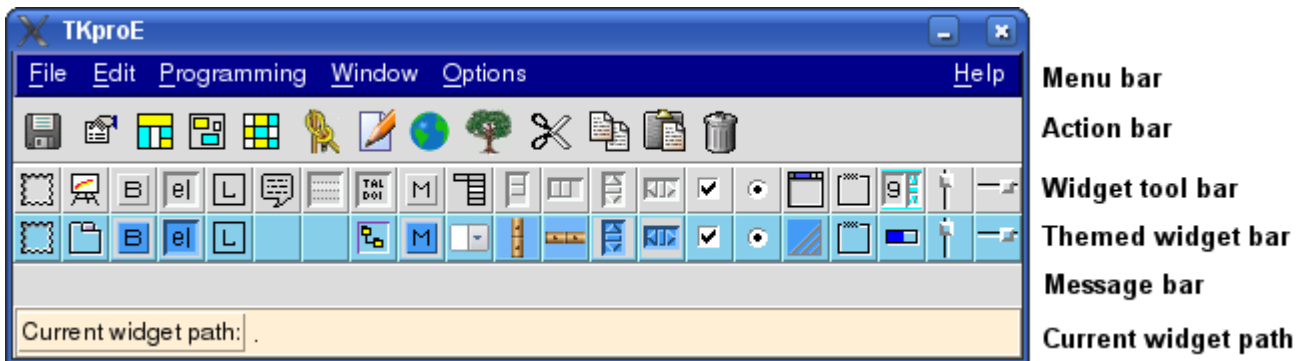 TKproE
File Edit Programming Window Options Help
Menu bar
Action bar
B el L TAL DOI M 9
Widget tool bar
B el L M
Themed widget bar
Message bar
Current widget path: .
Current widget path